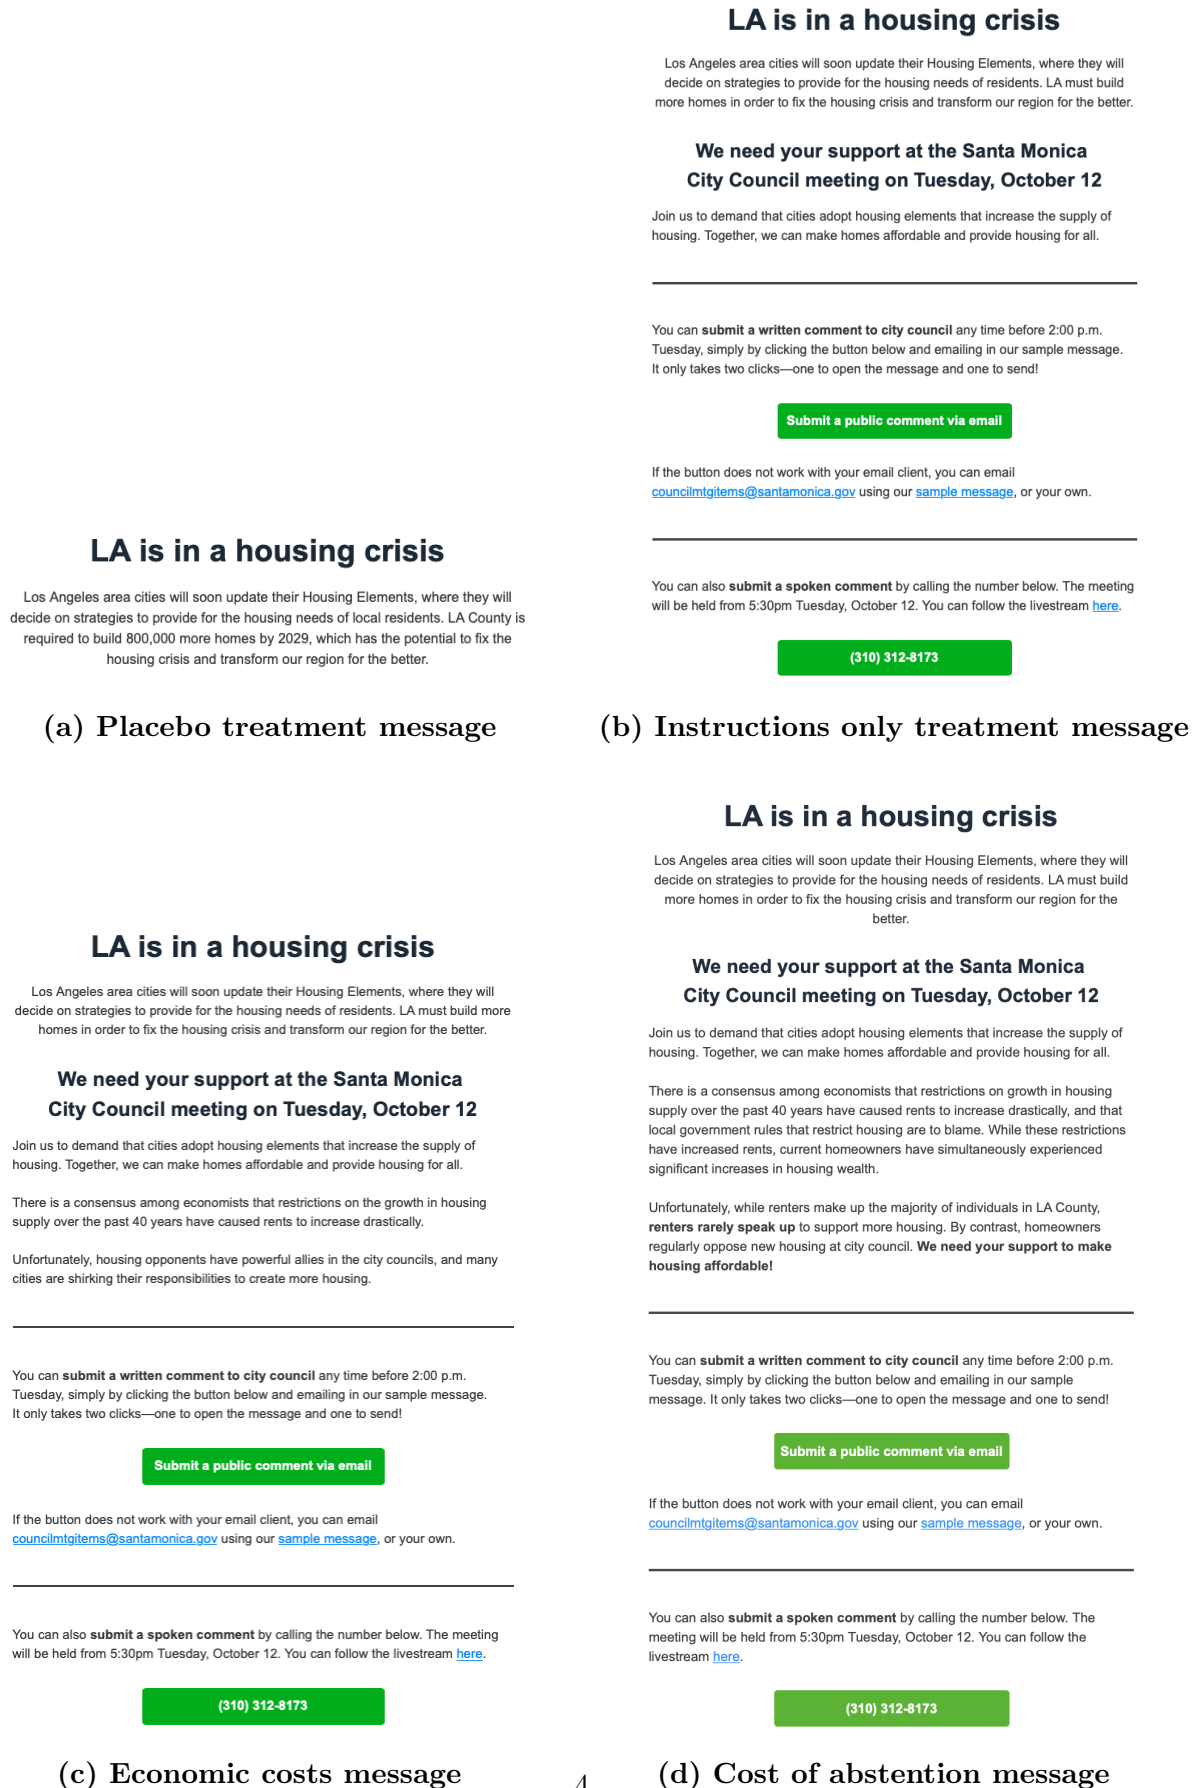 LA is in a housing crisis
Los Angeles area cities will soon update their Housing Elements, where they will
decide on strategies to provide for the housing needs of local residents. LA County is
required to build 800,000 more homes by 2029, which has the potential to fix the
housing crisis and transform our region for the better.
(a) Placebo treatment message
LA is in a housing crisis
Los Angeles area cities will soon update their Housing Elements, where they will
decide on strategies to provide for the housing needs of residents. LA must build
more homes in order to fix the housing crisis and transform our region for the better.
We need your support at the Santa Monica
City Council meeting on Tuesday, October 12
Join us to demand that cities adopt housing elements that increase the supply of
housing. Together, we can make homes affordable and provide housing for all.
You can submit a written comment to city council any time before 2:00 p.m.
Tuesday, simply by clicking the button below and emailing in our sample message.
It only takes two clicks—one to open the message and one to send!
Submit a public comment via email
If the button does not work with your email client, you can email
councilmtgitems@santamonica.gov using our sample message, or your own.
You can also submit a spoken comment by calling the number below. The meeting
will be held from 5:30pm Tuesday, October 12. You can follow the livestream here.
(310) 312-8173
(b) Instructions only treatment message
LA is in a housing crisis
Los Angeles area cities will soon update their Housing Elements, where they will
decide on strategies to provide for the housing needs of residents. LA must build more
homes in order to fix the housing crisis and transform our region for the better.
We need your support at the Santa Monica
City Council meeting on Tuesday, October 12
Join us to demand that cities adopt housing elements that increase the supply of
housing. Together, we can make homes affordable and provide housing for all.
There is a consensus among economists that restrictions on the growth in housing
supply over the past 40 years have caused rents to increase drastically.
Unfortunately, housing opponents have powerful allies in the city councils, and many
cities are shirking their responsibilities to create more housing.
You can submit a written comment to city council any time before 2:00 p.m.
Tuesday, simply by clicking the button below and emailing in our sample message.
It only takes two clicks—one to open the message and one to send!
Submit a public comment via email
If the button does not work with your email client, you can email
councilmtgitems@santamonica.gov using our sample message, or your own.
You can also submit a spoken comment by calling the number below. The meeting
will be held from 5:30pm Tuesday, October 12. You can follow the livestream here.
(310) 312-8173
(c) Economic costs message
LA is in a housing crisis
Los Angeles area cities will soon update their Housing Elements, where they will
decide on strategies to provide for the housing needs of residents. LA must build
more homes in order to fix the housing crisis and transform our region for the
better.
We need your support at the Santa Monica
City Council meeting on Tuesday, October 12
Join us to demand that cities adopt housing elements that increase the supply of
housing. Together, we can make homes affordable and provide housing for all.
There is a consensus among economists that restrictions on growth in housing
supply over the past 40 years have caused rents to increase drastically, and that
local government rules that restrict housing are to blame. While these restrictions
have increased rents, current homeowners have simultaneously experienced
significant increases in housing wealth.
Unfortunately, while renters make up the majority of individuals in LA County,
renters rarely speak up to support more housing. By contrast, homeowners
regularly oppose new housing at city council. We need your support to make
housing affordable!
You can submit a written comment to city council any time before 2:00 p.m.
Tuesday, simply by clicking the button below and emailing in our sample
message. It only takes two clicks—one to open the message and one to send!
Submit a public comment via email
If the button does not work with your email client, you can email
councilmtgitems@santamonica.gov using our sample message, or your own.
You can also submit a spoken comment by calling the number below. The
meeting will be held from 5:30pm Tuesday, October 12. You can follow the
livestream here.
(310) 312-8173
(d) Cost of abstention message
4